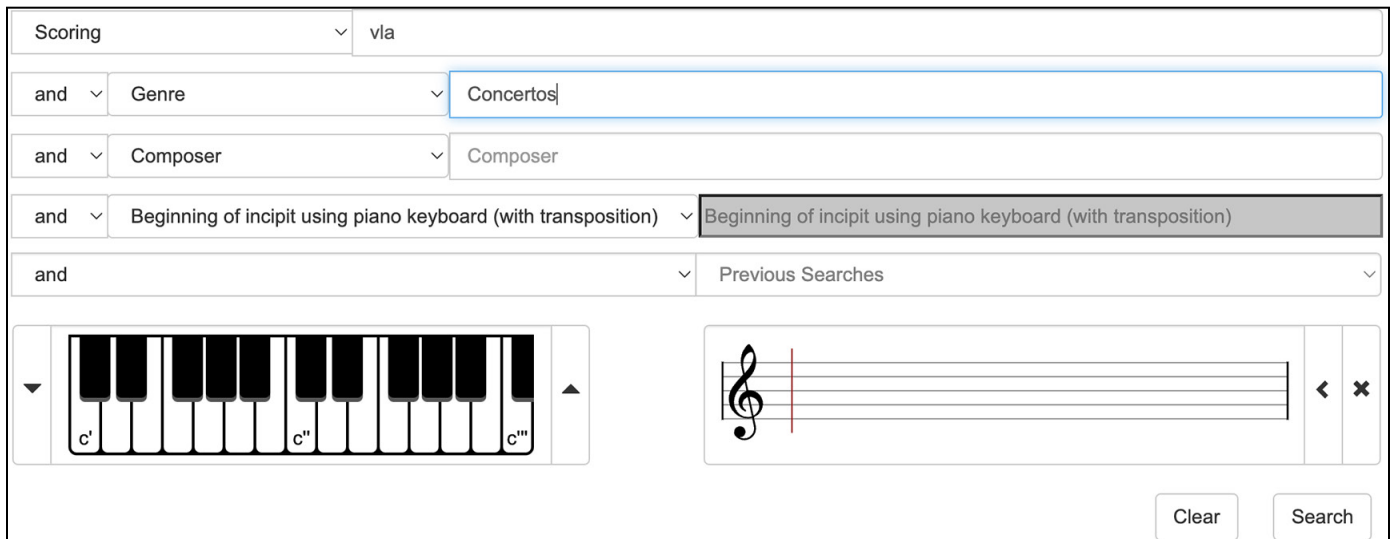 Scoring vla
and Genre Concertos
and Composer Composer
and Beginning of incipit using piano keyboard (with transposition) Beginning of incipit using piano keyboard (with transposition)
and Previous Searches
c' c'' c'''
Clear Search